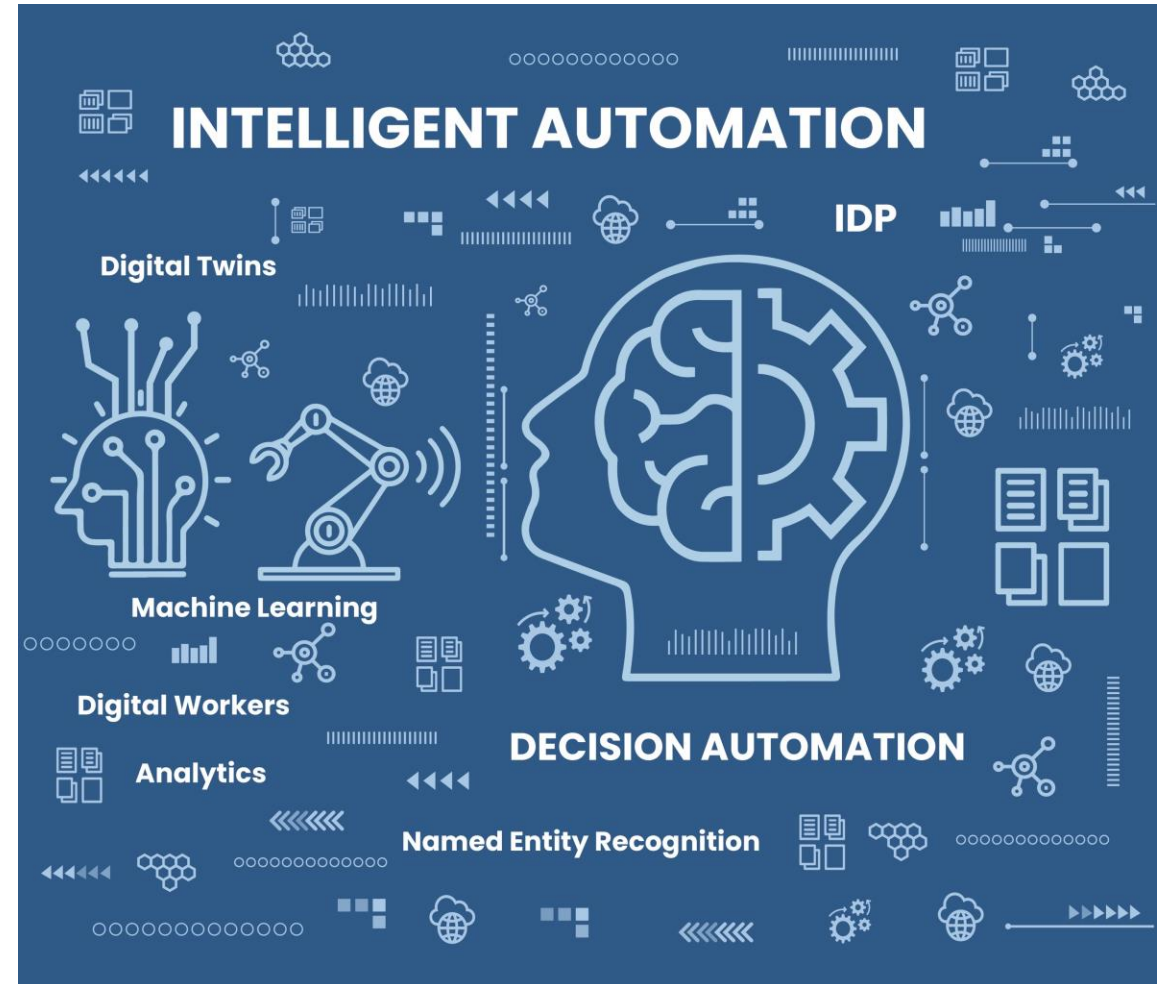 INTELLIGENT AUTOMATION
IDP
Digital Twins
Machine Learning
Digital Workers
DECISION AUTOMATION
Analytics
Named Entity Recognition